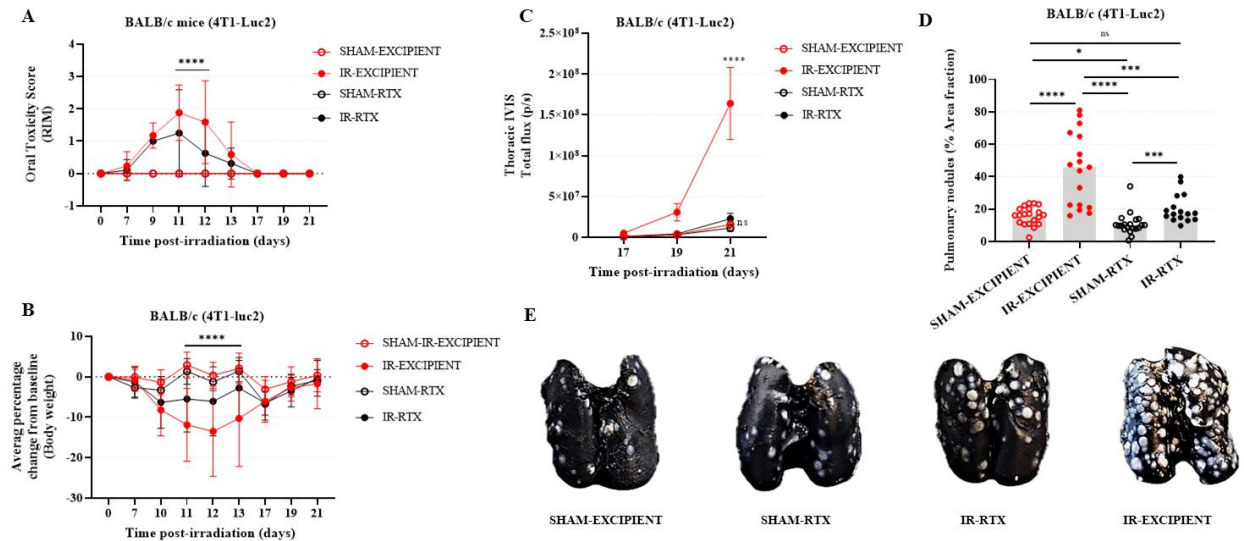 A
BALB/c mice (4T1-Luc2)
Oral Toxicity Score
(RIM)
4
3
2
1
0
-1
****
0 7 9 11 12 13 17 19 21
Time post-irradiation (days)
SHAM-EXCIPIENT
IR-EXCIPIENT
SHAM-RTX
IR-RTX
B
BALB/c (4T1-luc2)
Averag percentage
change from baseline
(Body weight)
10
0
-10
-20
-30
****
0 7 10 11 12 13 17 19 21
Time post-irradiation (days)
SHAM-IR-EXCIPIENT
IR-EXCIPIENT
SHAM-RTX
IR-RTX
C
BALB/c (4T1-Luc2)
Thoracic IVIS
Total flux (p/s)
2.5×10⁸
2×10⁸
1×10⁸
5×10⁷
0
****
ns
17 19 21
Time post-irradiation (days)
SHAM-EXCIPIENT
IR-EXCIPIENT
SHAM-RTX
IR-RTX
D
BALB/c (4T1-Luc2)
ns
*
***
**** ****
***
Pulmonary nodules (% Area fraction)
100
80
60
40
20
0
SHAM-EXCIPIENT
IR-EXCIPIENT
SHAM-RTX
IR-RTX
E
SHAM-EXCIPIENT SHAM-RTX IR-RTX IR-EXCIPIENT